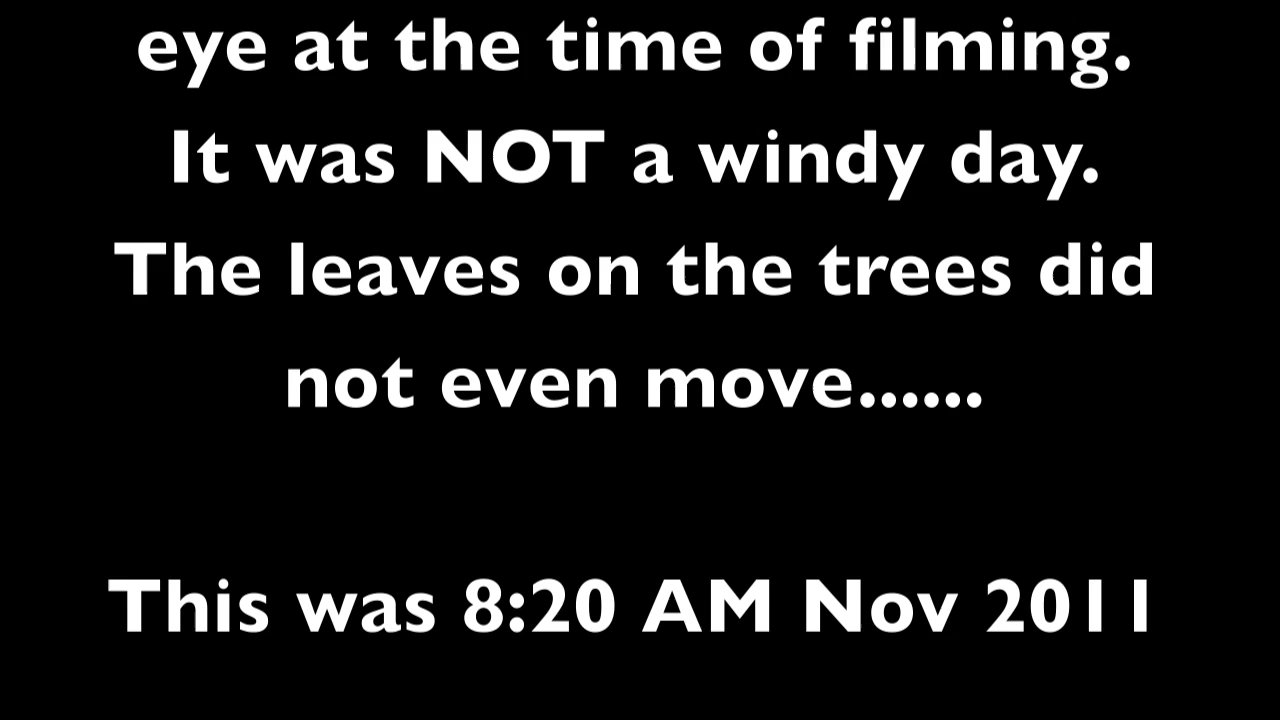 eye at the time of filming.
It was NOT a windy day.
The leaves on the trees did
not even move......
This was 8:20 AM Nov 2011